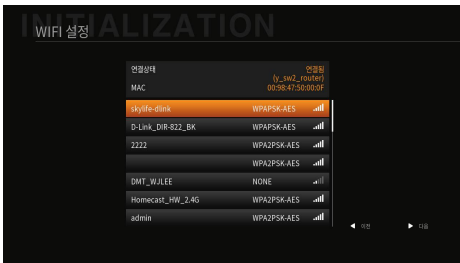 INITIALIZATION
WIFI 설정
연결상태 연결됨
(y_sw2_router)
MAC 00:98:47:50:00:0F
skylife-dlink WPAPSK-AES
D-Link_DIR-822_BK WPAPSK-AES
2222 WPA2PSK-AES
WPA2PSK-AES
DMT_WJLEE NONE
Homecast_HW_2.4G WPA2PSK-AES
admin WPA2PSK-AES
이전 다음